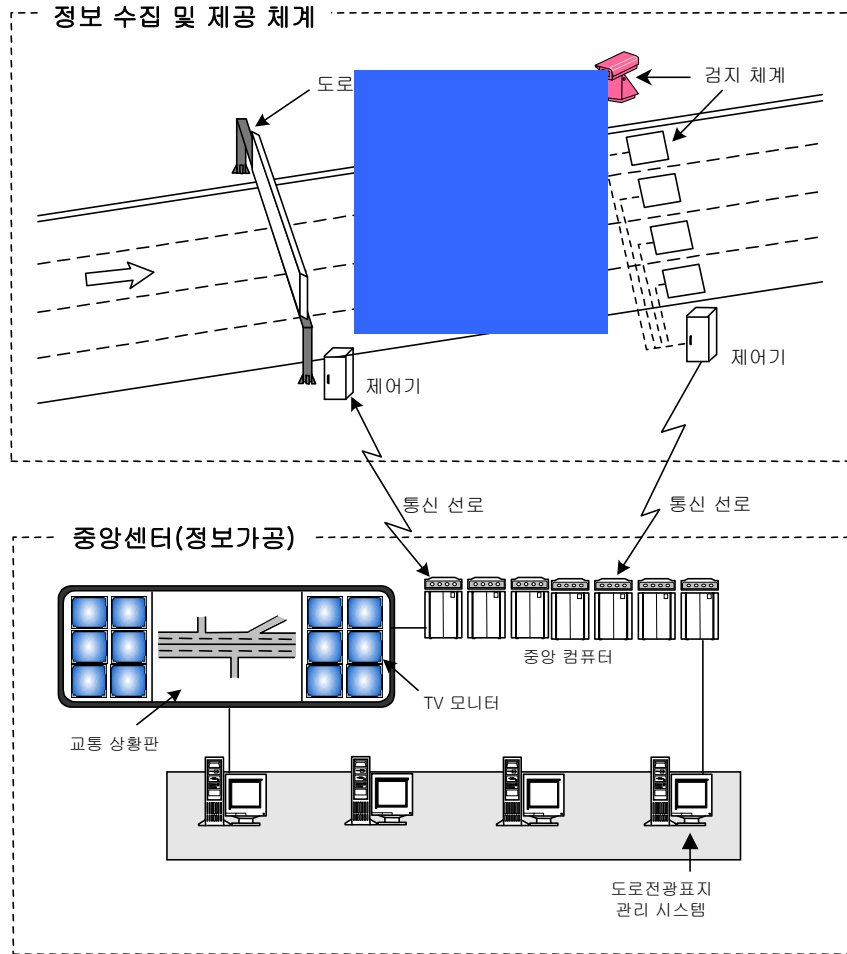 정보 수집 및 제공 체계
도로
검지 체계
제어기
제어기
통신 선로
통신 선로
중앙센터(정보가공)
중앙 컴퓨터
TV 모니터
교통 상황판
도로전광표지
관리 시스템